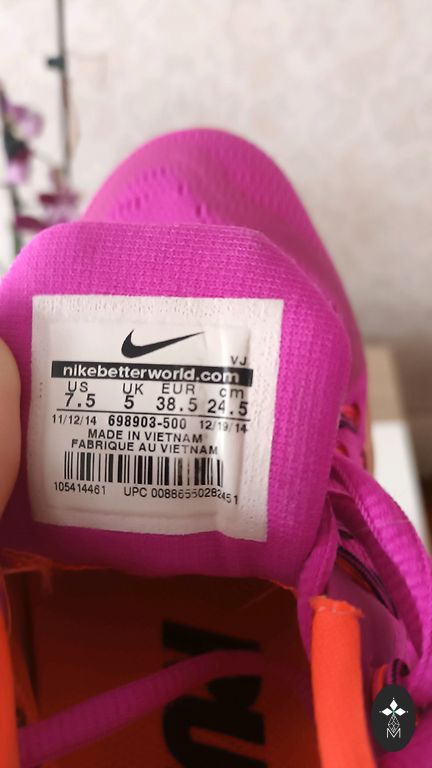 VJ
nikebetterworld.com
US UK EUR cm
7.5 5 38.5 24.5
11/12/14 698903-500 12/19/14
MADE IN VIETNAM
FABRIQUE AU VIETNAM
105414461 UPC
M